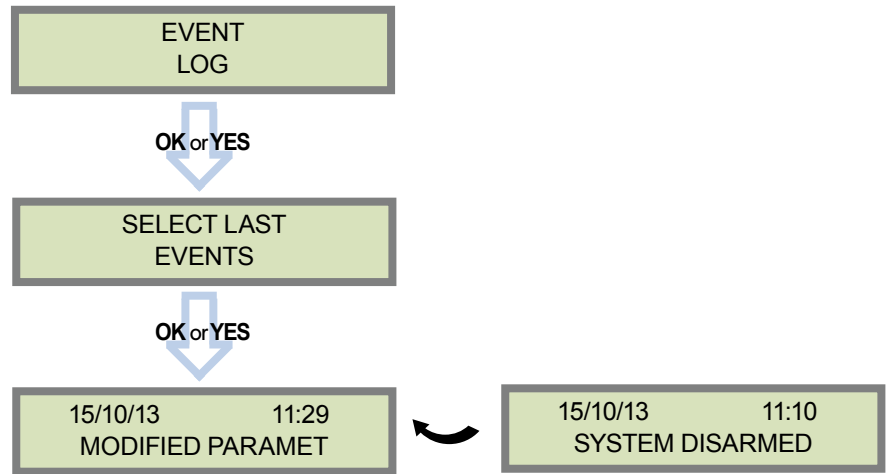 EVENT
LOG
OK or YES
SELECT LAST
EVENTS
OK or YES
15/10/13 11:29
MODIFIED PARAMET
15/10/13 11:10
SYSTEM DISARMED